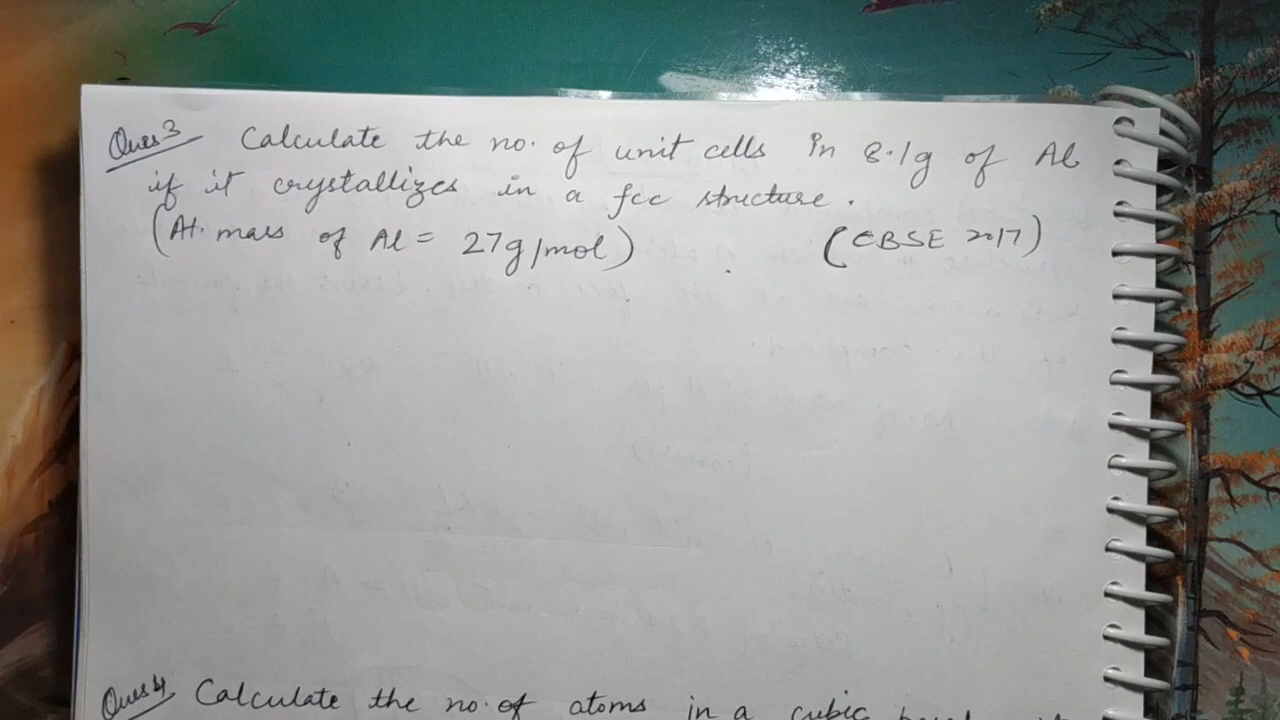 Ques 3 Calculate the no. of unit cells in 8.1g of Al
if it crystallizes in a fcc structure.
(At. mass of Al = 27g/mol) (CBSE 2017)
Ques 4 Calculate the no. of atoms in a cubic